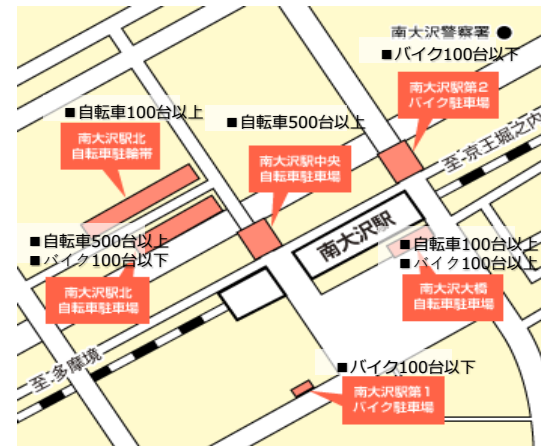 南大沢警察署
■バイク100台以下
南大沢駅第2
バイク駐車場
■自転車100台以上
南大沢駅北
自転車駐輪帯
■自転車500台以上
南大沢駅中央
自転車駐車場
至·京王堀之内
南大沢駅
■自転車500台以上
■バイク100台以下
南大沢駅北
自転車駐車場
■自転車100台以上
■バイク100台以上
南大沢大橋
自転車駐車場
至·多摩境
■バイク100台以下
南大沢駅第1
バイク駐車場